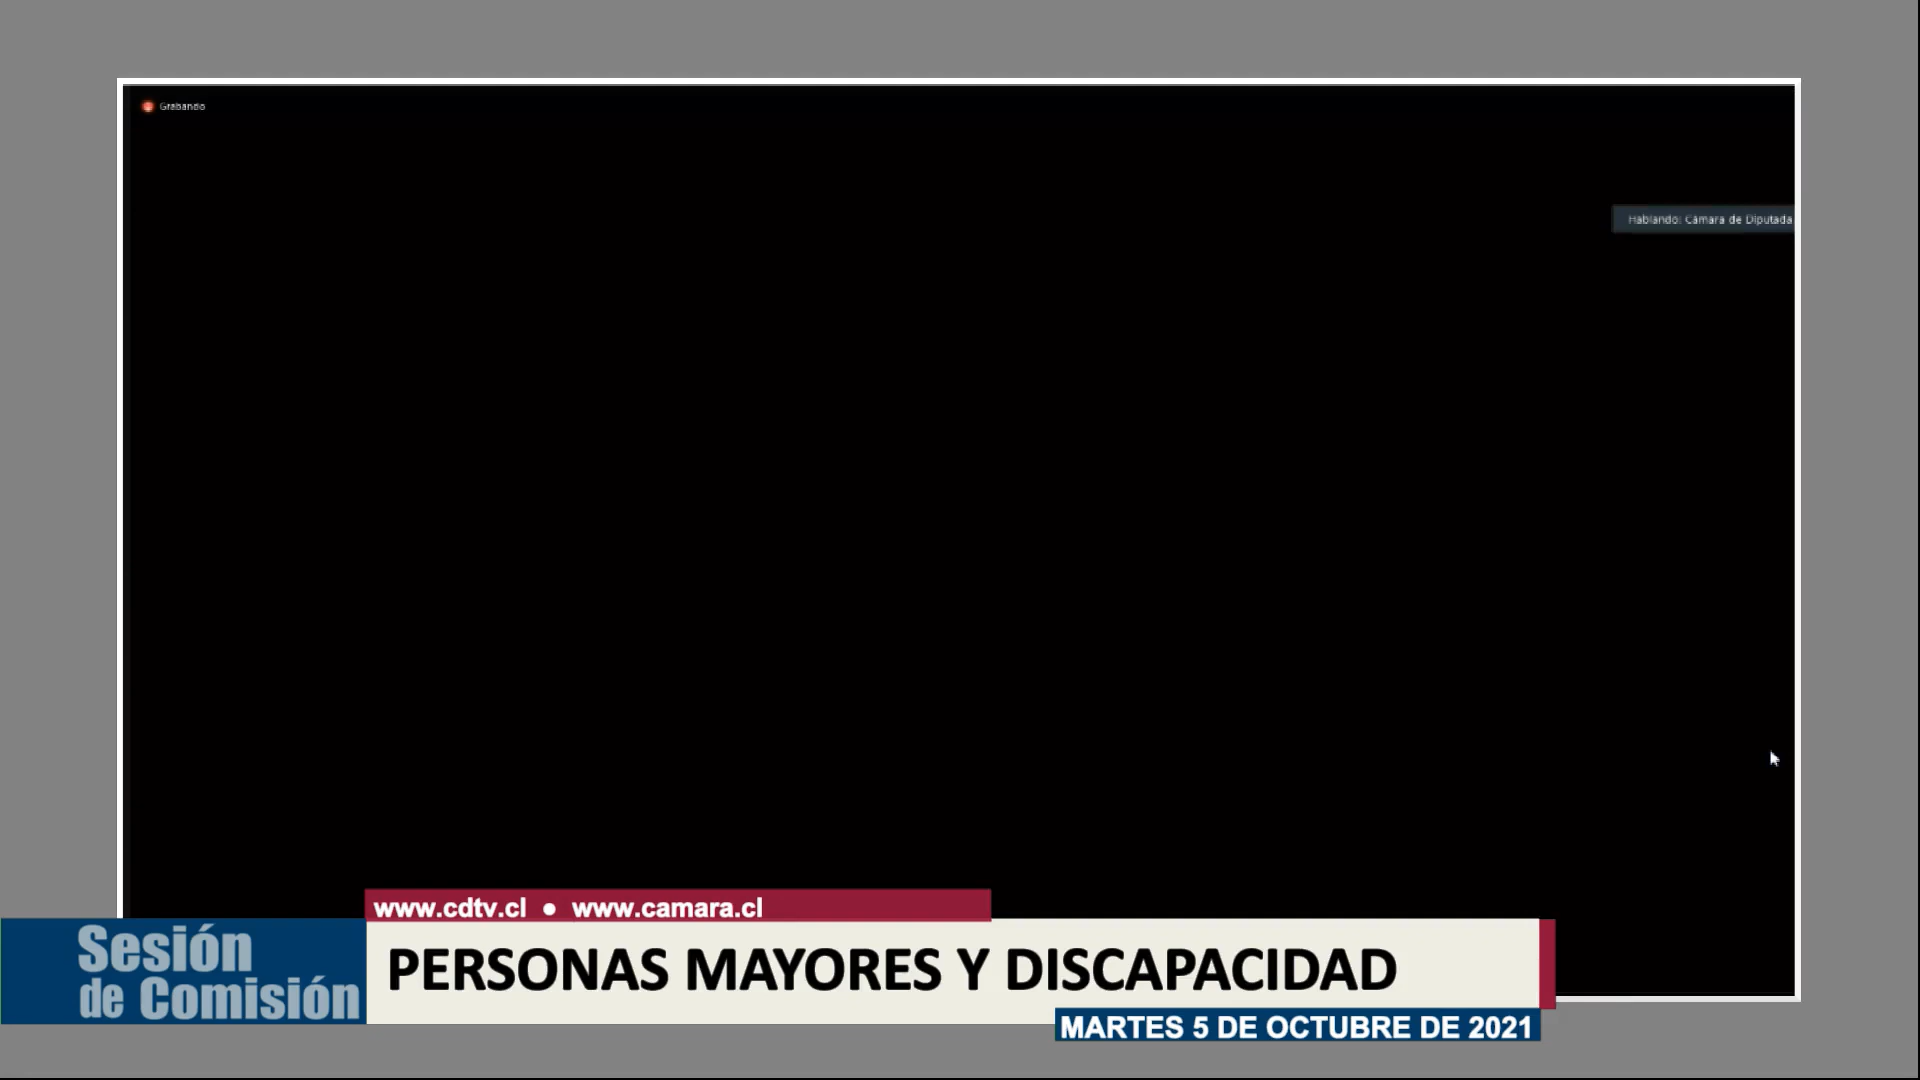 Grabando
Hablando: Cámara de Diputada
www.cdtv.cl ● www.camara.cl
Sesión
de Comisión
PERSONAS MAYORES Y DISCAPACIDAD
MARTES 5 DE OCTUBRE DE 2021